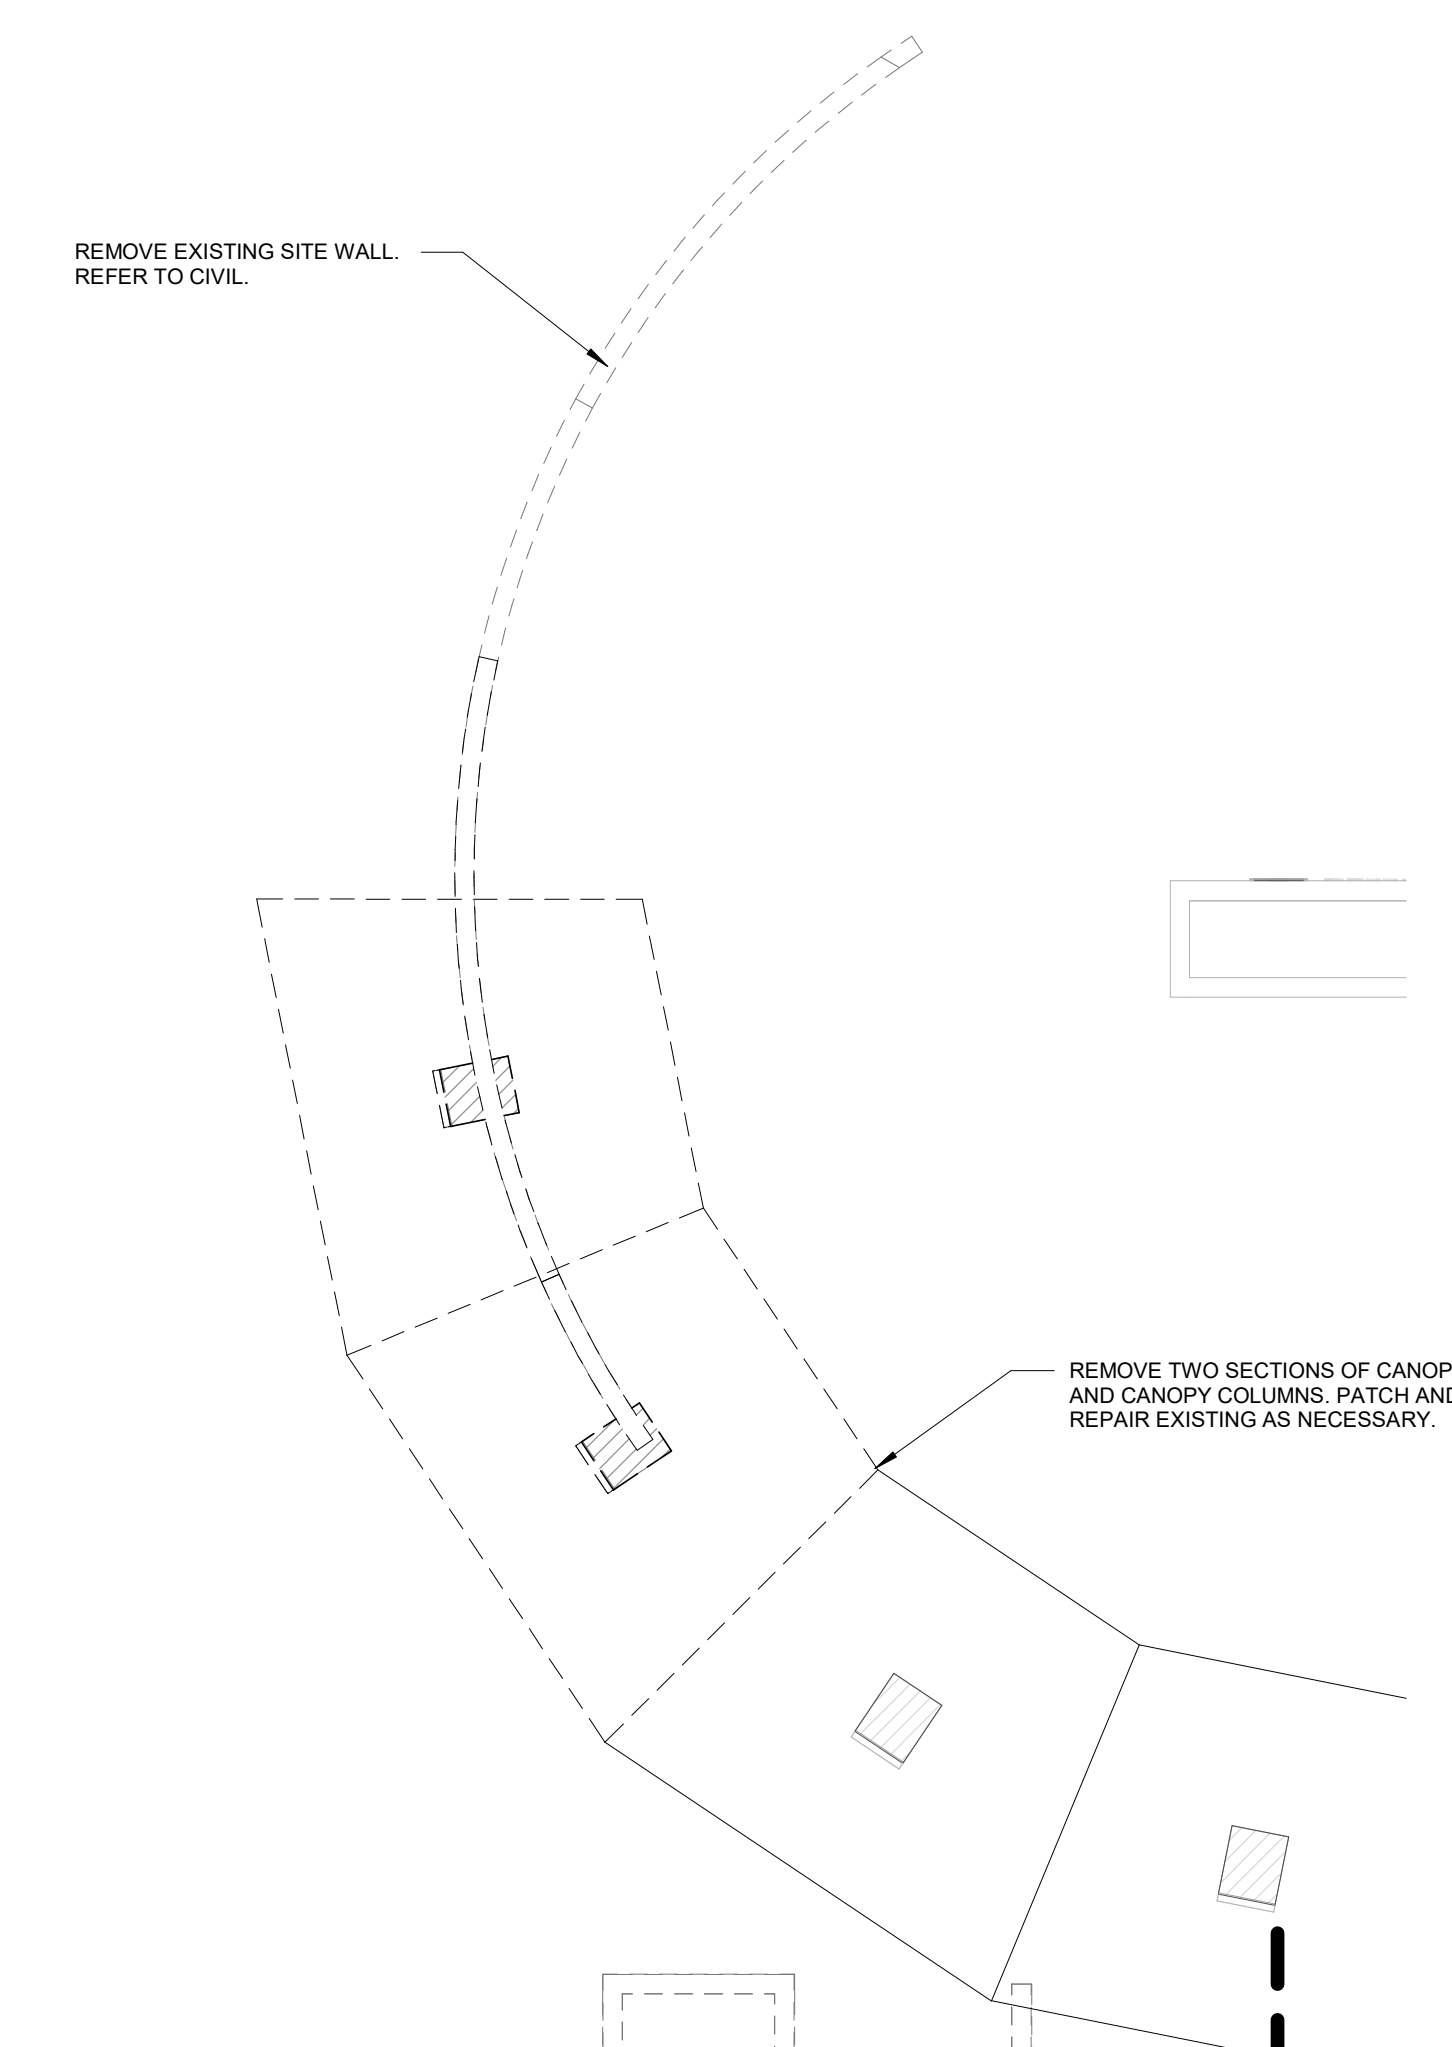 REMOVE EXISTING SITE WALL.
REFER TO CIVIL.
REMOVE TWO SECTIONS OF CANOP
AND CANOPY COLUMNS. PATCH AND
REPAIR EXISTING AS NECESSARY.